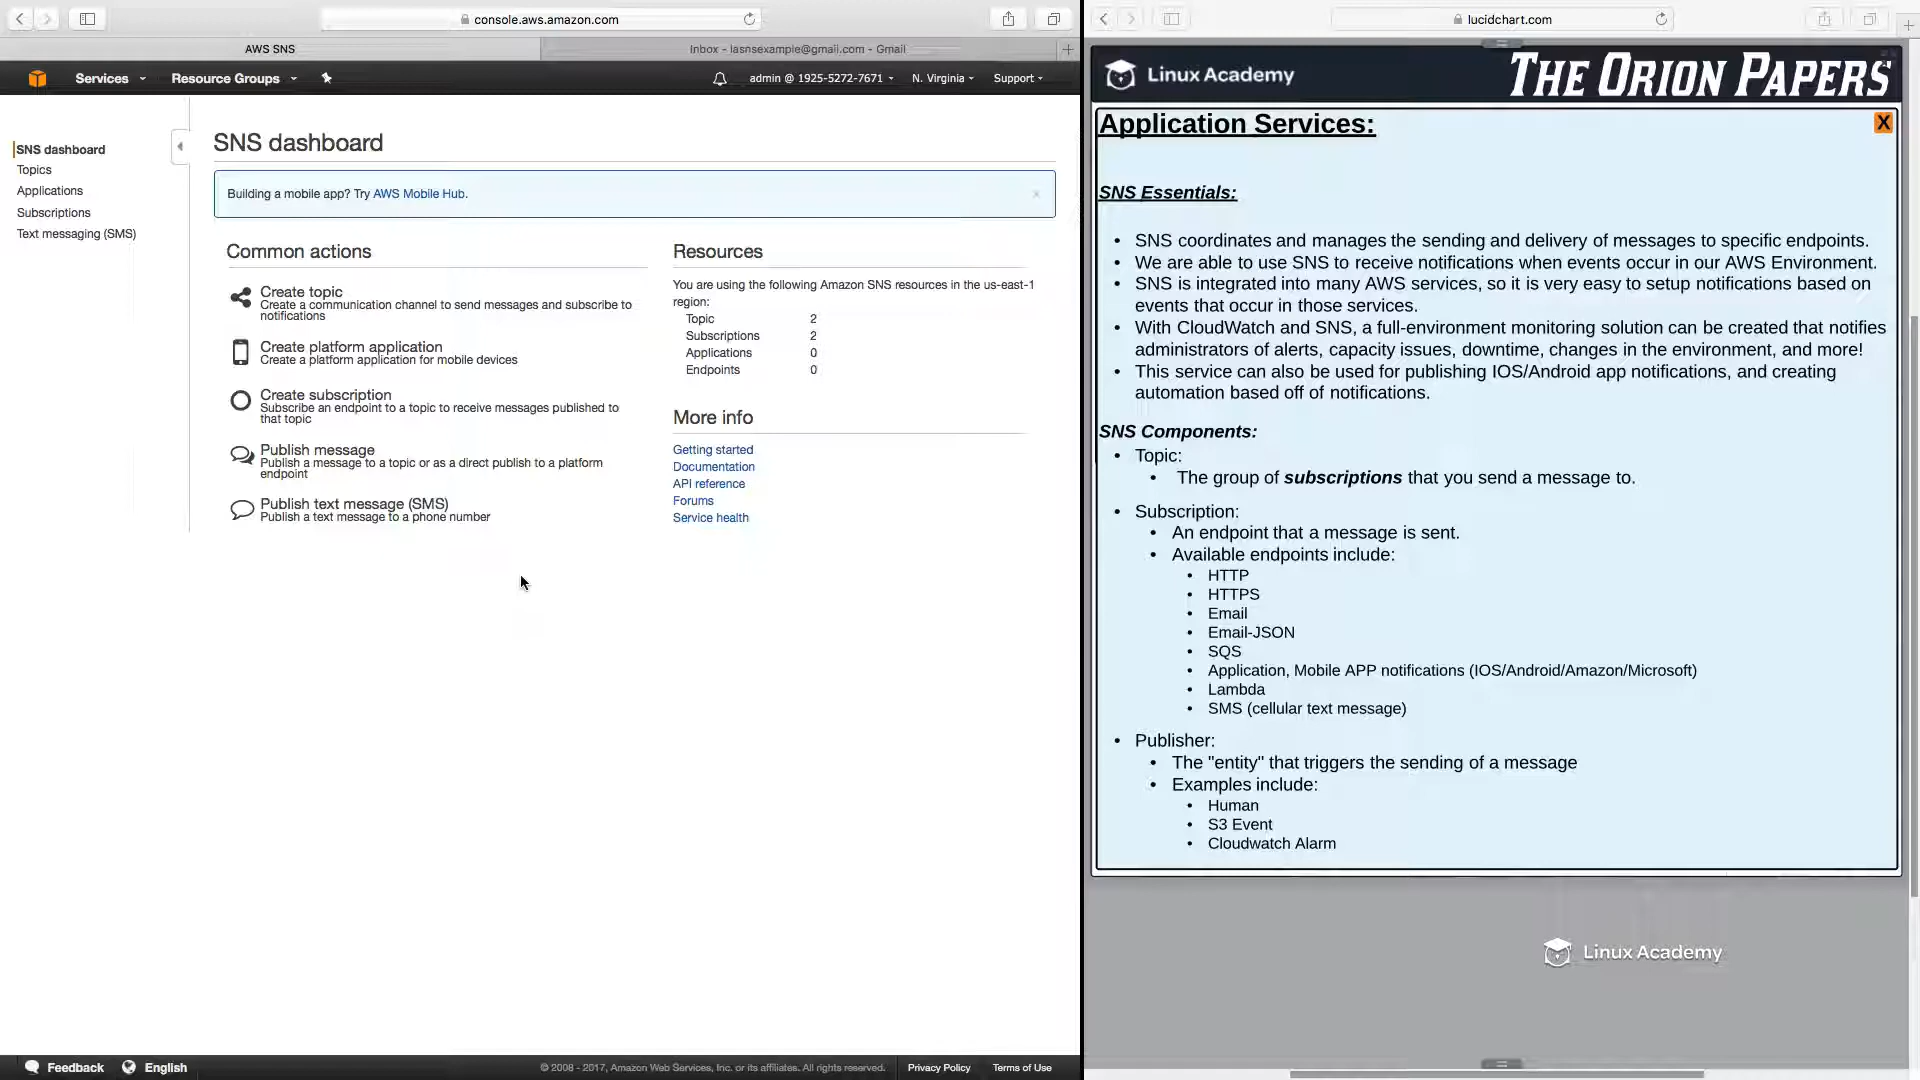 console.aws.amazon.com
AWS SNS
Inbox - lasnsexample@gmail.com - Gmail
Services
Resource Groups
admin @ 1925-5272-7671
N. Virginia
Support
SNS dashboard
Topics
Applications
Subscriptions
Text messaging (SMS)
SNS dashboard
Building a mobile app? Try AWS Mobile Hub.
×
Common actions
Create topic
Create a communication channel to send messages and subscribe to
notifications
Create platform application
Create a platform application for mobile devices
Create subscription
Subscribe an endpoint to a topic to receive messages published to
that topic
Publish message
Publish a message to a topic or as a direct publish to a platform
endpoint
Publish text message (SMS)
Publish a text message to a phone number
Resources
You are using the following Amazon SNS resources in the us-east-1
region:
Topic 2
Subscriptions 2
Applications 0
Endpoints 0
More info
Getting started
Documentation
API reference
Forums
Service health
Feedback
English
© 2008 - 2017, Amazon Web Services, Inc. or its affiliates. All rights reserved.
Privacy Policy
Terms of Use
lucidchart.com
Linux Academy
THE ORION PAPERS
Application Services:
X
SNS Essentials:
• SNS coordinates and manages the sending and delivery of messages to specific endpoints.
• We are able to use SNS to receive notifications when events occur in our AWS Environment.
• SNS is integrated into many AWS services, so it is very easy to setup notifications based on
events that occur in those services.
• With CloudWatch and SNS, a full-environment monitoring solution can be created that notifies
administrators of alerts, capacity issues, downtime, changes in the environment, and more!
• This service can also be used for publishing IOS/Android app notifications, and creating
automation based off of notifications.
SNS Components:
• Topic:
• The group of subscriptions that you send a message to.
• Subscription:
• An endpoint that a message is sent.
• Available endpoints include:
• HTTP
• HTTPS
• Email
• Email-JSON
• SQS
• Application, Mobile APP notifications (IOS/Android/Amazon/Microsoft)
• Lambda
• SMS (cellular text message)
• Publisher:
• The "entity" that triggers the sending of a message
• Examples include:
• Human
• S3 Event
• Cloudwatch Alarm
Linux Academy